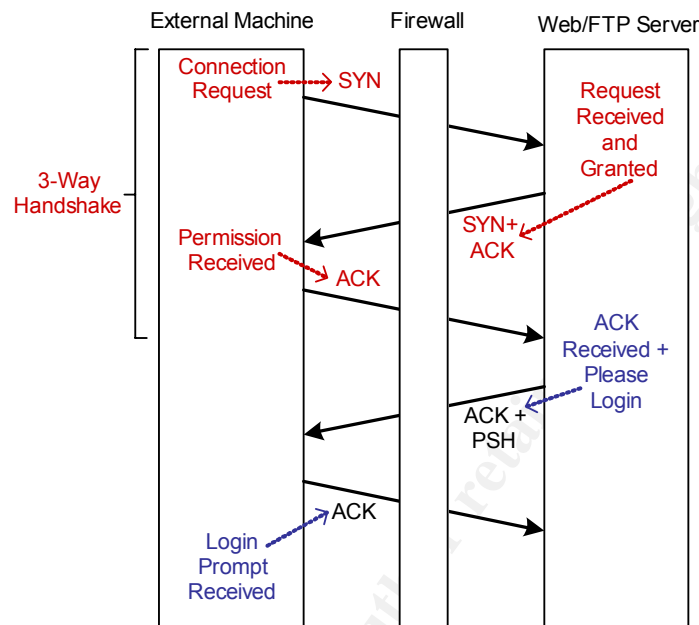 External Machine
Firewall
Web/FTP Server
Connection
Request
SYN
Request
Received
and
Granted
3-Way
Handshake
SYN+
ACK
Permission
Received
ACK
ACK
Received +
Please
Login
ACK +
PSH
ACK
Login
Prompt
Received